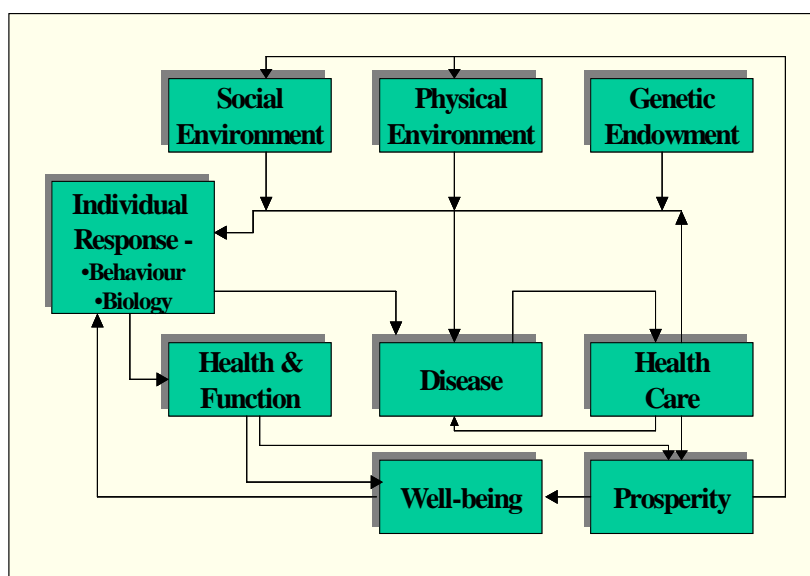 Social
Environment
Physical
Environment
Genetic
Endowment
Individual
Response -
•Behaviour
•Biology
Health &
Function
Disease
Health
Care
Well-being
Prosperity